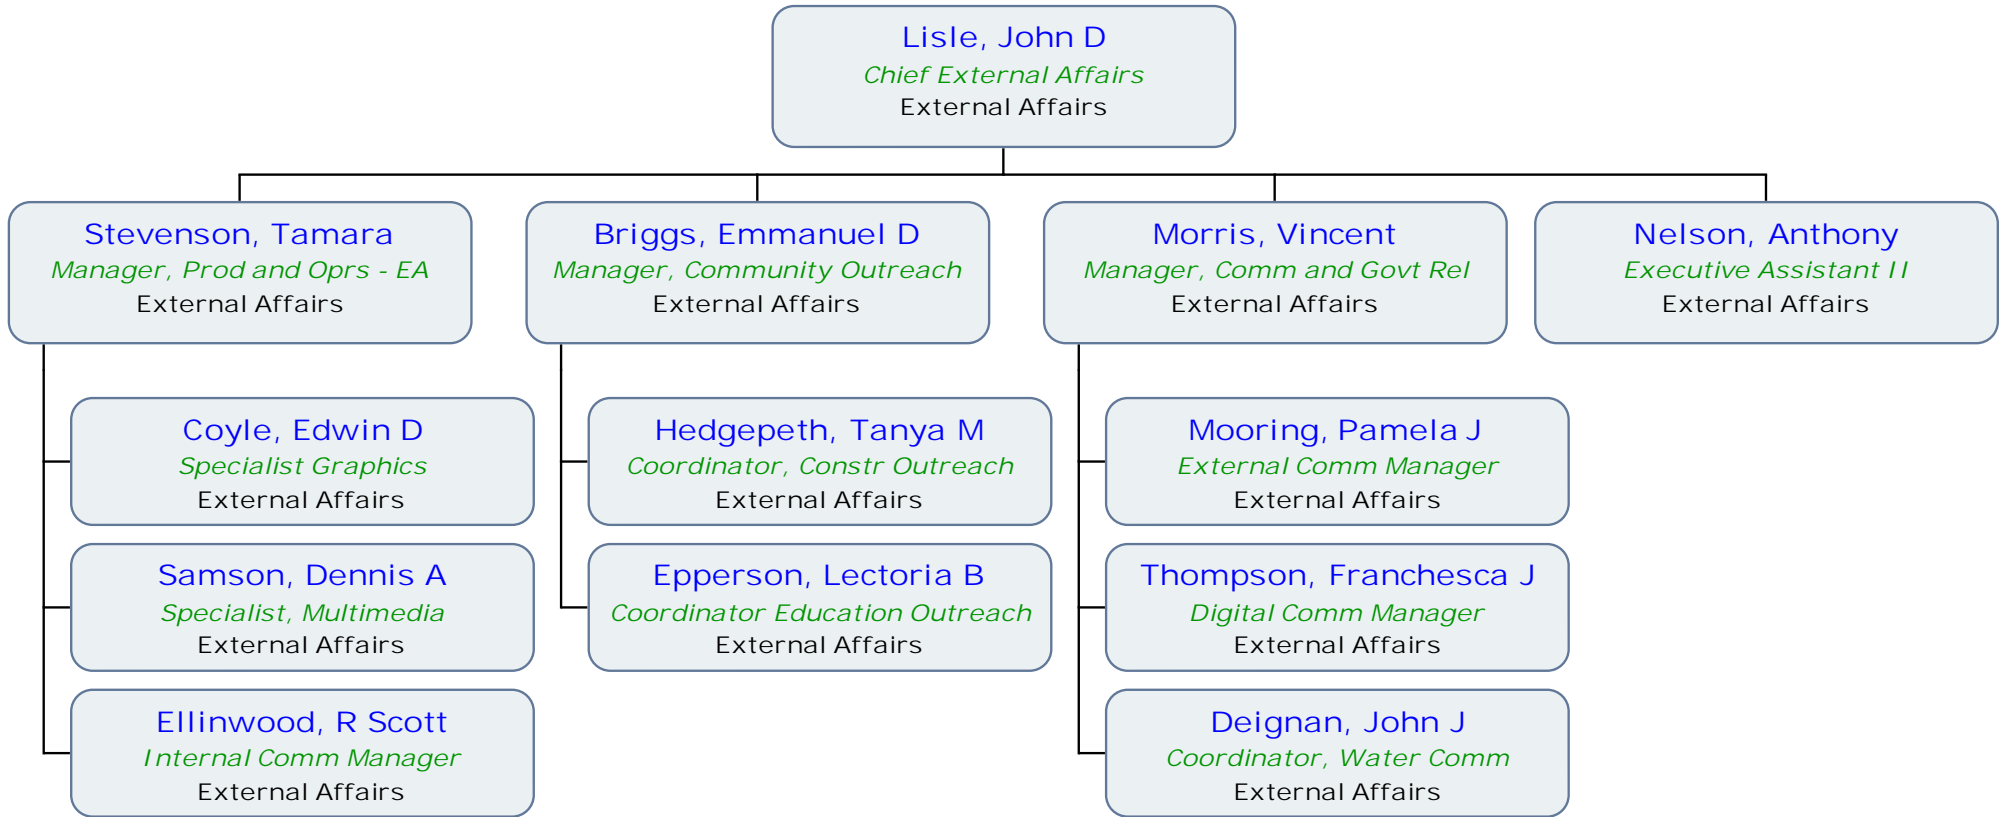 Lisle, John D
Chief External Affairs
External Affairs
Stevenson, Tamara
Manager, Prod and Oprs - EA
External Affairs
Briggs, Emmanuel D
Manager, Community Outreach
External Affairs
Morris, Vincent
Manager, Comm and Govt Rel
External Affairs
Nelson, Anthony
Executive Assistant II
External Affairs
Coyle, Edwin D
Specialist Graphics
External Affairs
Samson, Dennis A
Specialist, Multimedia
External Affairs
Ellinwood, R Scott
Internal Comm Manager
External Affairs
Hedgepeth, Tanya M
Coordinator, Constr Outreach
External Affairs
Epperson, Lectoria B
Coordinator Education Outreach
External Affairs
Mooring, Pamela J
External Comm Manager
External Affairs
Thompson, Franchesca J
Digital Comm Manager
External Affairs
Deignan, John J
Coordinator, Water Comm
External Affairs